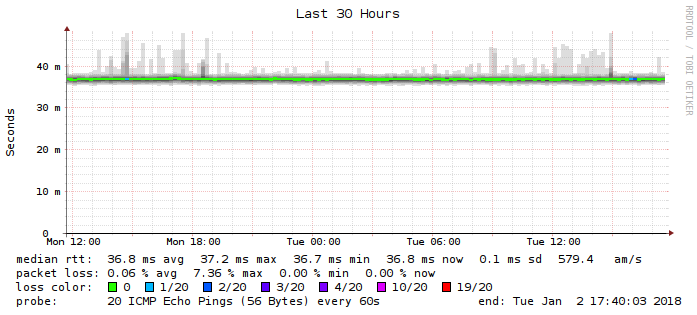 Last 30 Hours
RRDTOOL / TOBI OETIKER
Seconds
40 m
30 m
20 m
10 m
0
Mon 12:00 Mon 18:00 Tue 00:00 Tue 06:00 Tue 12:00
median rtt: 36.8 ms avg 37.2 ms max 36.7 ms min 36.8 ms now 0.1 ms sd 579.4 am/s
packet loss: 0.06 % avg 7.36 % max 0.00 % min 0.00 % now
loss color: 0 1/20 2/20 3/20 4/20 10/20 19/20
probe: 20 ICMP Echo Pings (56 Bytes) every 60s end: Tue Jan 2 17:40:03 2018